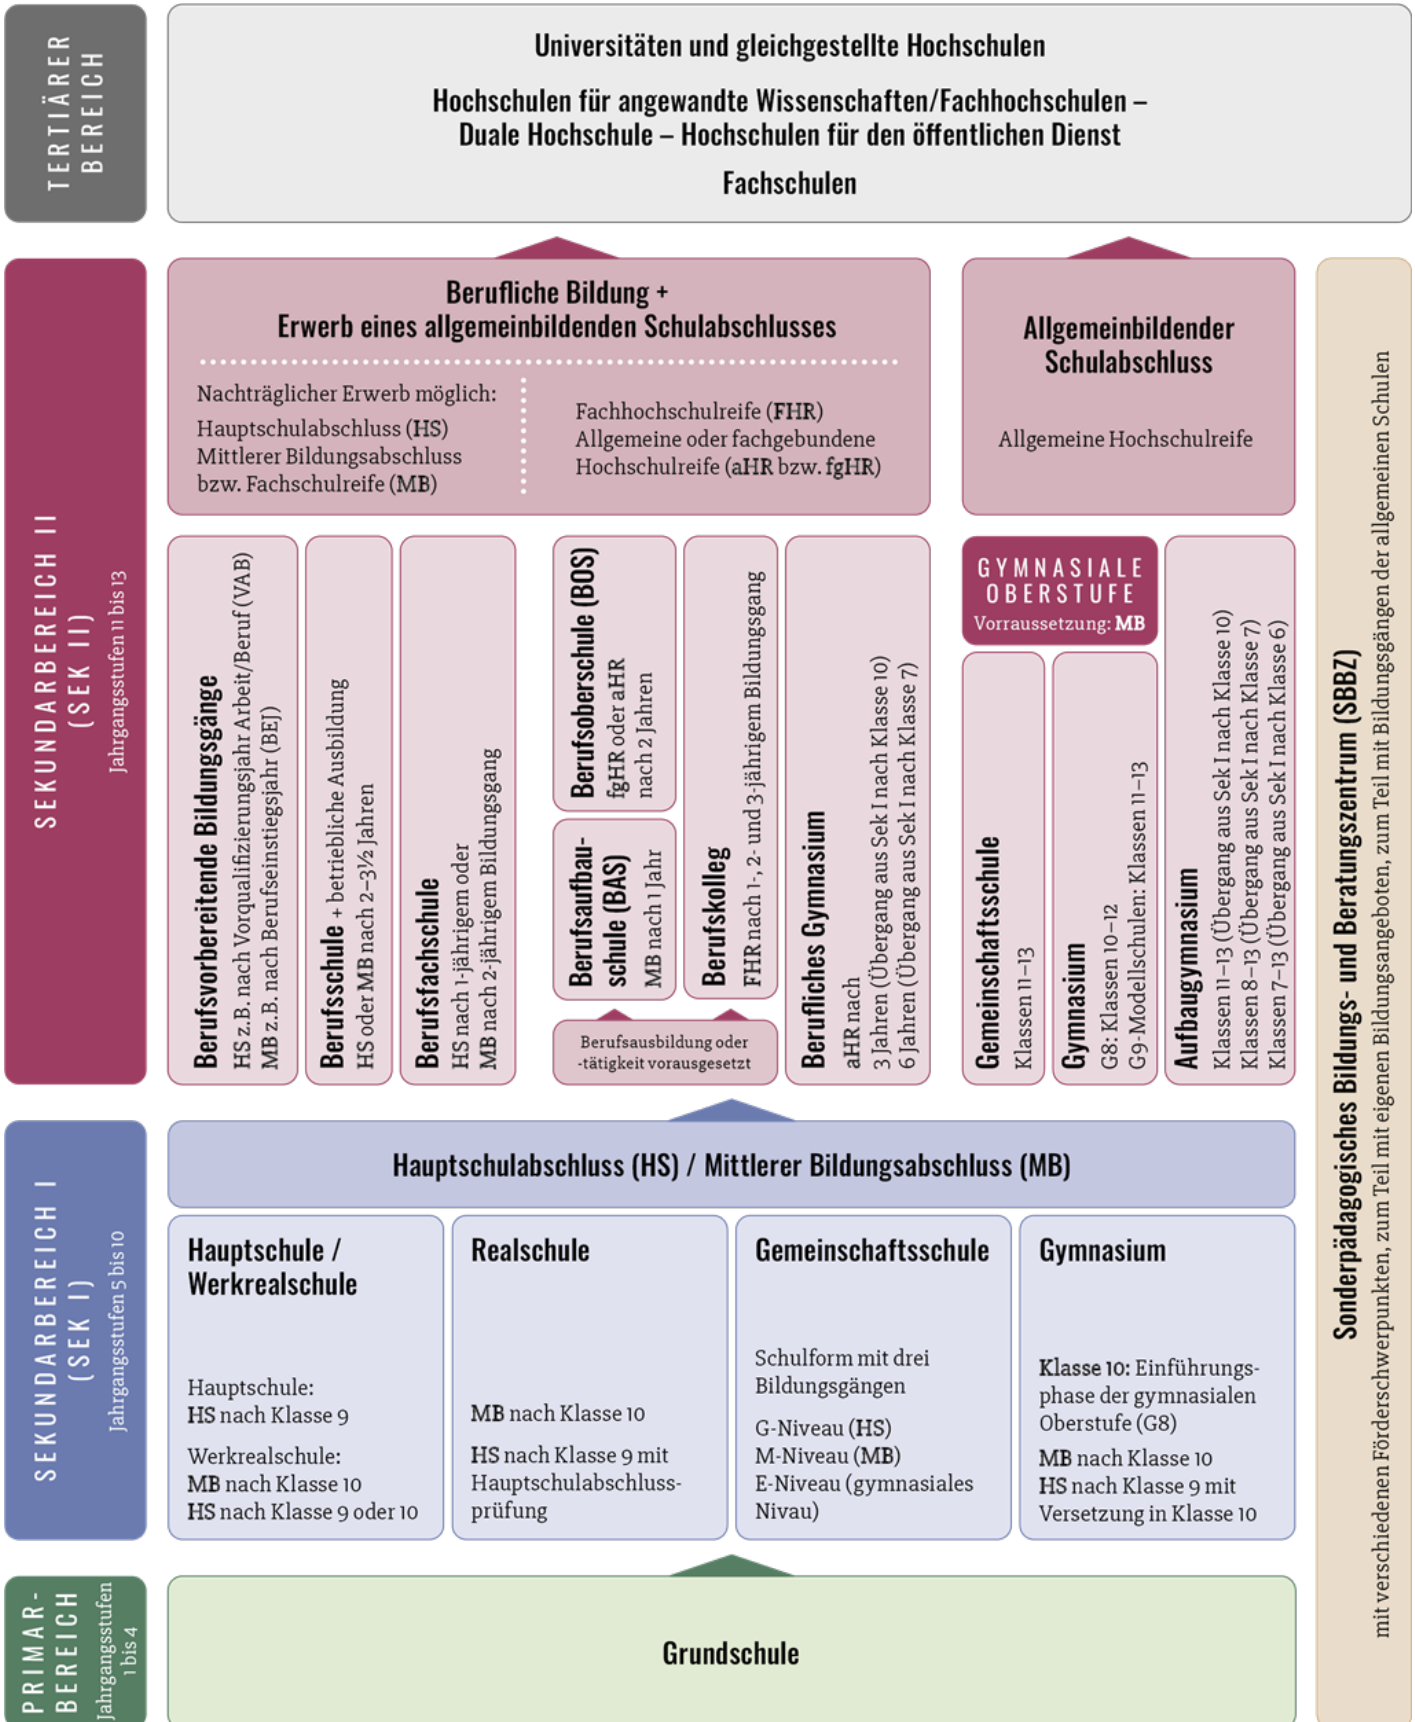 TERTIÄRER
BEREICH
Universitäten und gleichgestellte Hochschulen
Hochschulen für angewandte Wissenschaften/Fachhochschulen –
Duale Hochschule – Hochschulen für den öffentlichen Dienst
Fachschulen
SEKUNDARBEREICH II
(SEK II)
Jahrgangsstufen 11 bis 13
Berufliche Bildung +
Erwerb eines allgemeinbildenden Schulabschlusses
Nachträglicher Erwerb möglich:
Hauptschulabschluss (HS)
Mittlerer Bildungsabschluss
bzw. Fachschulreife (MB)
Fachhochschulreife (FHR)
Allgemeine oder fachgebundene
Hochschulreife (aHR bzw. fgHR)
Allgemeinbildender
Schulabschluss
Allgemeine Hochschulreife
Berufsvorbereitende Bildungsgänge
HS z.B. nach Vorqualifizierungsjahr Arbeit/Beruf (VAB)
MB z.B. nach Berufseinstiegsjahr (BEJ)
Berufsschule + betriebliche Ausbildung
HS oder MB nach 2–3½ Jahren
Berufsfachschule
HS nach 1-jährigem oder
MB nach 2-jährigem Bildungsgang
Berufsoberschule (BOS)
fgHR oder aHR
nach 2 Jahren
Berufsaufbau-
schule (BAS)
MB nach 1 Jahr
Berufskolleg
FHR nach 1-, 2- und 3-jährigem Bildungsgang
Berufsausbildung oder
-tätigkeit vorausgesetzt
Berufliches Gymnasium
aHR nach
3 Jahren (Übergang aus Sek I nach Klasse 10)
6 Jahren (Übergang aus Sek I nach Klasse 7)
GYMNASIALE
OBERSTUFE
Vorraussetzung: MB
Gemeinschaftsschule
Klassen 11–13
Gymnasium
G8: Klassen 10–12
G9-Modellschulen: Klassen 11–13
Aufbaugymnasium
Klassen 11–13 (Übergang aus Sek I nach Klasse 10)
Klassen 8–13 (Übergang aus Sek I nach Klasse 7)
Klassen 7–13 (Übergang aus Sek I nach Klasse 6)
Sonderpädagogisches Bildungs- und Beratungszentrum (SBBZ)
mit verschiedenen Förderschwerpunkten, zum Teil mit eigenen Bildungsangeboten, zum Teil mit Bildungsgängen der allgemeinen Schulen
SEKUNDARBEREICH I
(SEK I)
Jahrgangsstufen 5 bis 10
Hauptschulabschluss (HS) / Mittlerer Bildungsabschluss (MB)
Hauptschule /
Werkrealschule
Hauptschule:
HS nach Klasse 9
Werkrealschule:
MB nach Klasse 10
HS nach Klasse 9 oder 10
Realschule
MB nach Klasse 10
HS nach Klasse 9 mit
Hauptschulabschluss-
prüfung
Gemeinschaftsschule
Schulform mit drei
Bildungsgängen
G-Niveau (HS)
M-Niveau (MB)
E-Niveau (gymnasiales
Nivau)
Gymnasium
Klasse 10: Einführungs-
phase der gymnasialen
Oberstufe (G8)
MB nach Klasse 10
HS nach Klasse 9 mit
Versetzung in Klasse 10
PRIMAR-
BEREICH
Jahrgangsstufen
1 bis 4
Grundschule